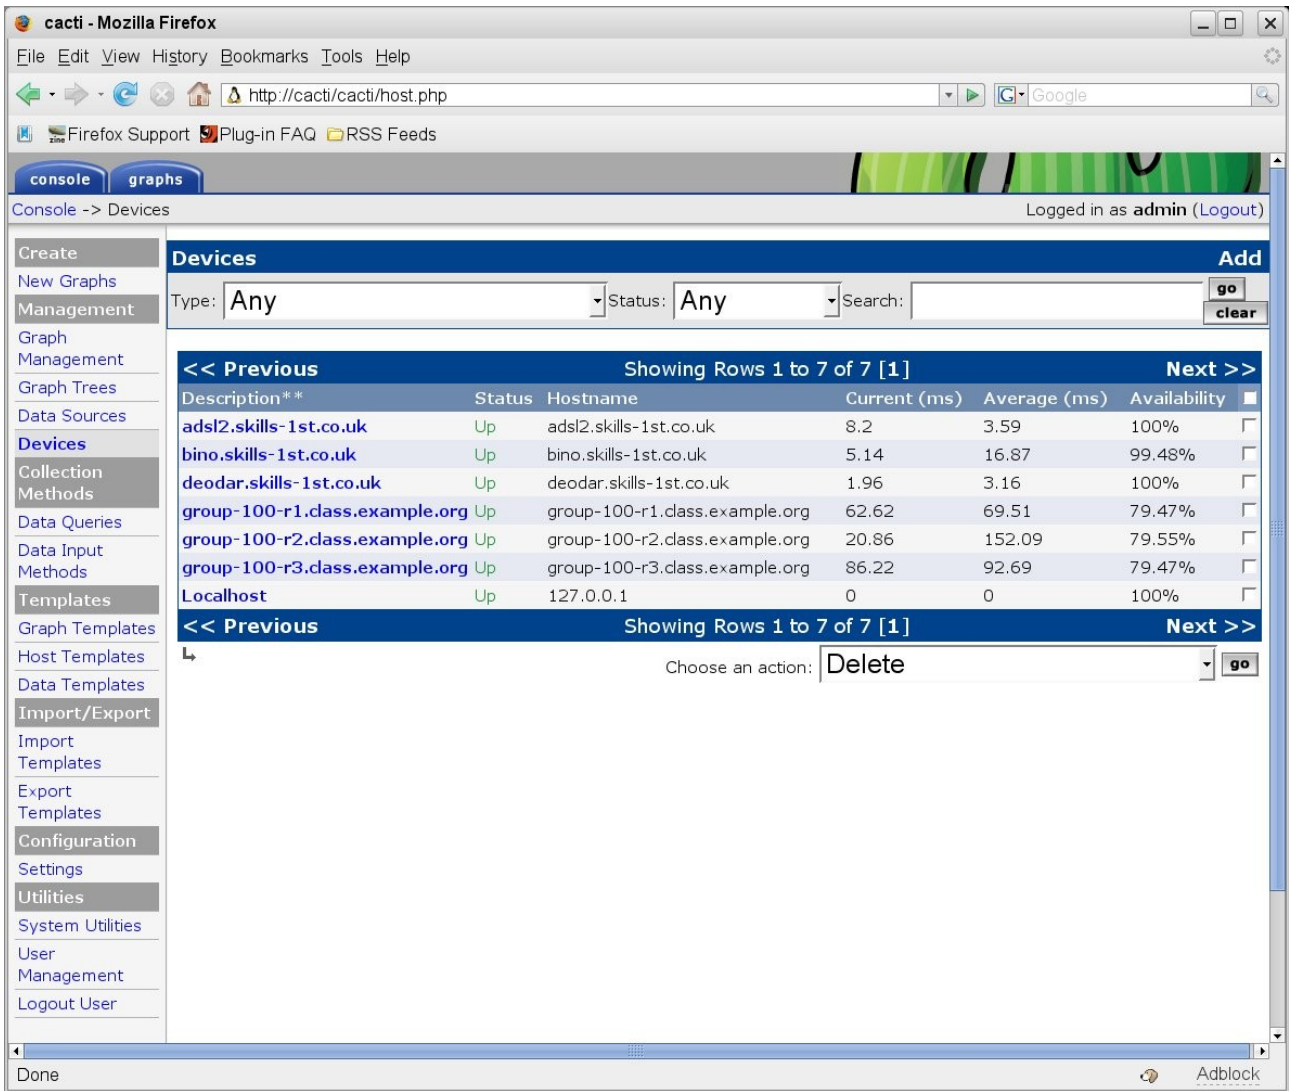 cacti - Mozilla Firefox
File Edit View History Bookmarks Tools Help
http://cacti/cacti/host.php
G Google
Firefox Support Plug-in FAQ RSS Feeds
console graphs
Console -> Devices Logged in as admin (Logout)
Create
New Graphs
Management
Graph
Management
Graph Trees
Data Sources
Devices
Collection
Methods
Data Queries
Data Input
Methods
Templates
Graph Templates
Host Templates
Data Templates
Import/Export
Import
Templates
Export
Templates
Configuration
Settings
Utilities
System Utilities
User
Management
Logout User
Devices Add
Type: Any Status: Any Search: go
clear
<< Previous Showing Rows 1 to 7 of 7 [1] Next >>
Description** Status Hostname Current (ms) Average (ms) Availability
adsl2.skills-1st.co.uk Up adsl2.skills-1st.co.uk 8.2 3.59 100%
bino.skills-1st.co.uk Up bino.skills-1st.co.uk 5.14 16.87 99.48%
deodar.skills-1st.co.uk Up deodar.skills-1st.co.uk 1.96 3.16 100%
group-100-r1.class.example.org Up group-100-r1.class.example.org 62.62 69.51 79.47%
group-100-r2.class.example.org Up group-100-r2.class.example.org 20.86 152.09 79.55%
group-100-r3.class.example.org Up group-100-r3.class.example.org 86.22 92.69 79.47%
Localhost Up 127.0.0.1 0 0 100%
<< Previous Showing Rows 1 to 7 of 7 [1] Next >>
Choose an action: Delete go
Done Adblock